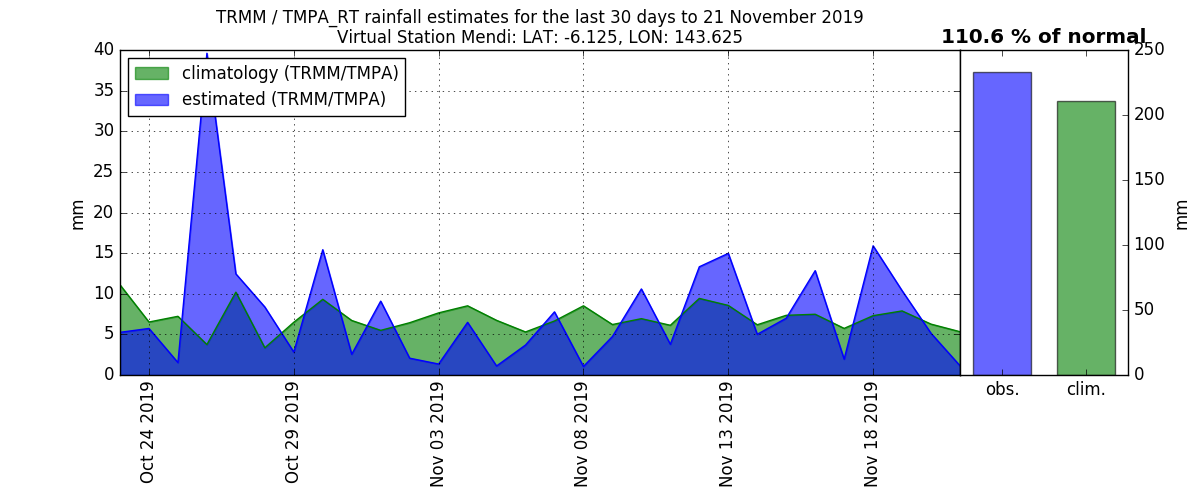 TRMM / TMPA_RT rainfall estimates for the last 30 days to 21 November 2019
Virtual Station Mendi: LAT: -6.125, LON: 143.625
110.6 % of normal
climatology (TRMM/TMPA)
estimated (TRMM/TMPA)
40
35
30
25
20
15
10
5
0
mm
Oct 24 2019
Oct 29 2019
Nov 03 2019
Nov 08 2019
Nov 13 2019
Nov 18 2019
250
200
150
100
50
0
mm
obs.
clim.